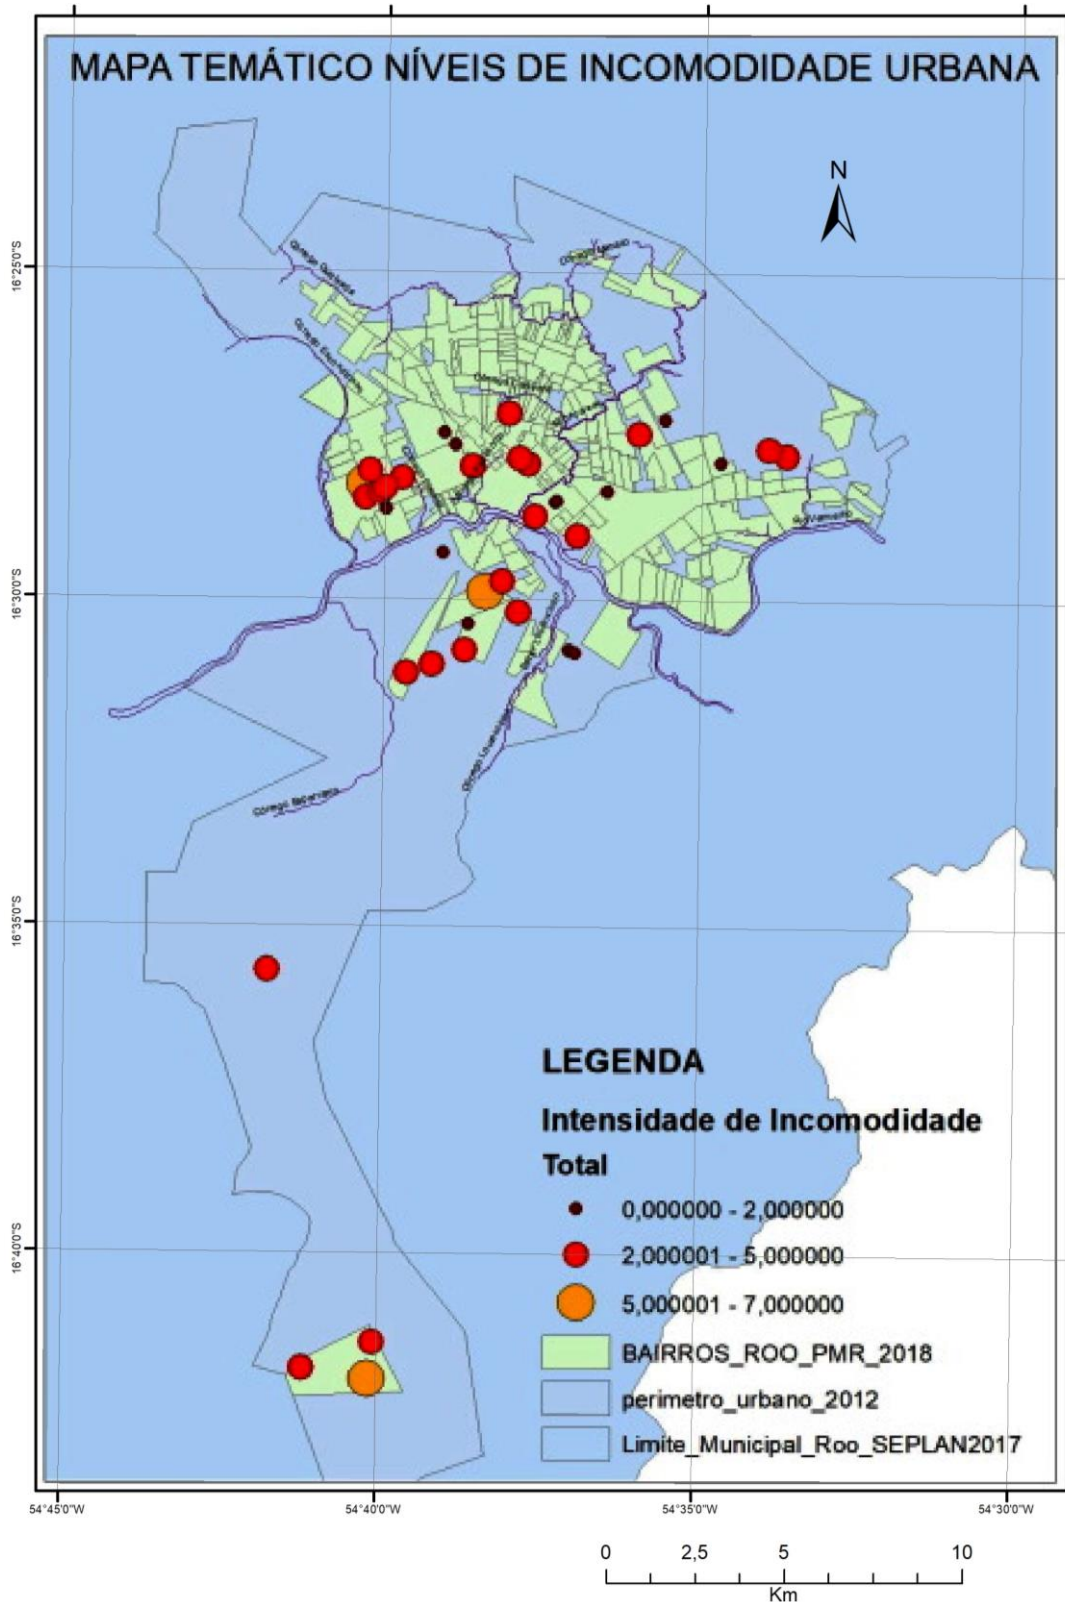 MAPA TEMÁTICO NÍVEIS DE INCOMODIDADE URBANA
N
16°25'0"S
16°30'0"S
16°35'0"S
16°40'0"S
LEGENDA
Intensidade de Incomodidade
Total
0,000000 - 2,000000
2,000001 - 5,000000
5,000001 - 7,000000
BAIRROS_ROO_PMR_2018
perimetro_urbano_2012
Limite_Municipal_Roo_SEPLAN2017
54°45'0"W
54°40'0"W
54°35'0"W
54°30'0"W
0
2,5
5
10
Km